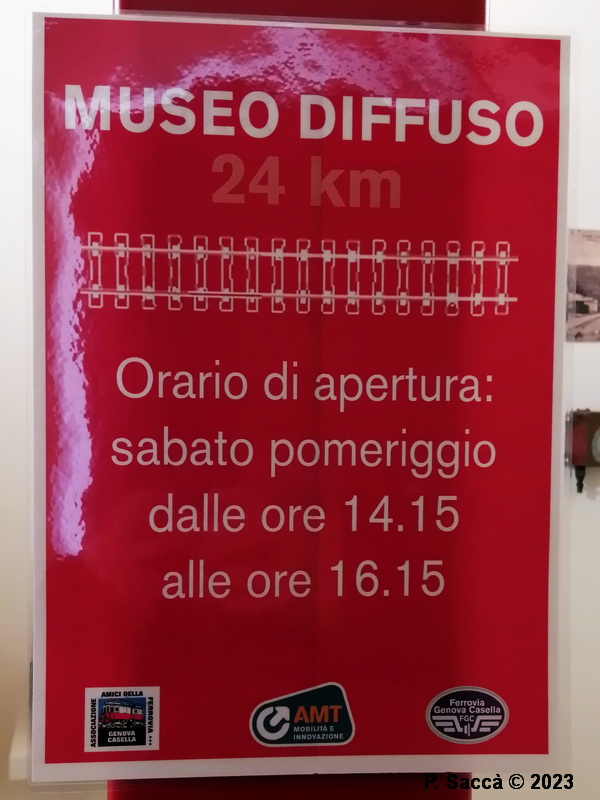 MUSEO DIFFUSO
24 km
Orario di apertura:
sabato pomeriggio
dalle ore 14.15
alle ore 16.15
ASSOCIAZIONE
AMICI DELLA
FERROVIA
GENOVA
CASELLA
AMT
MOBILITÀ E
INNOVAZIONE
Ferrovia
Genova Casella
FGC
P. Saccà © 2023